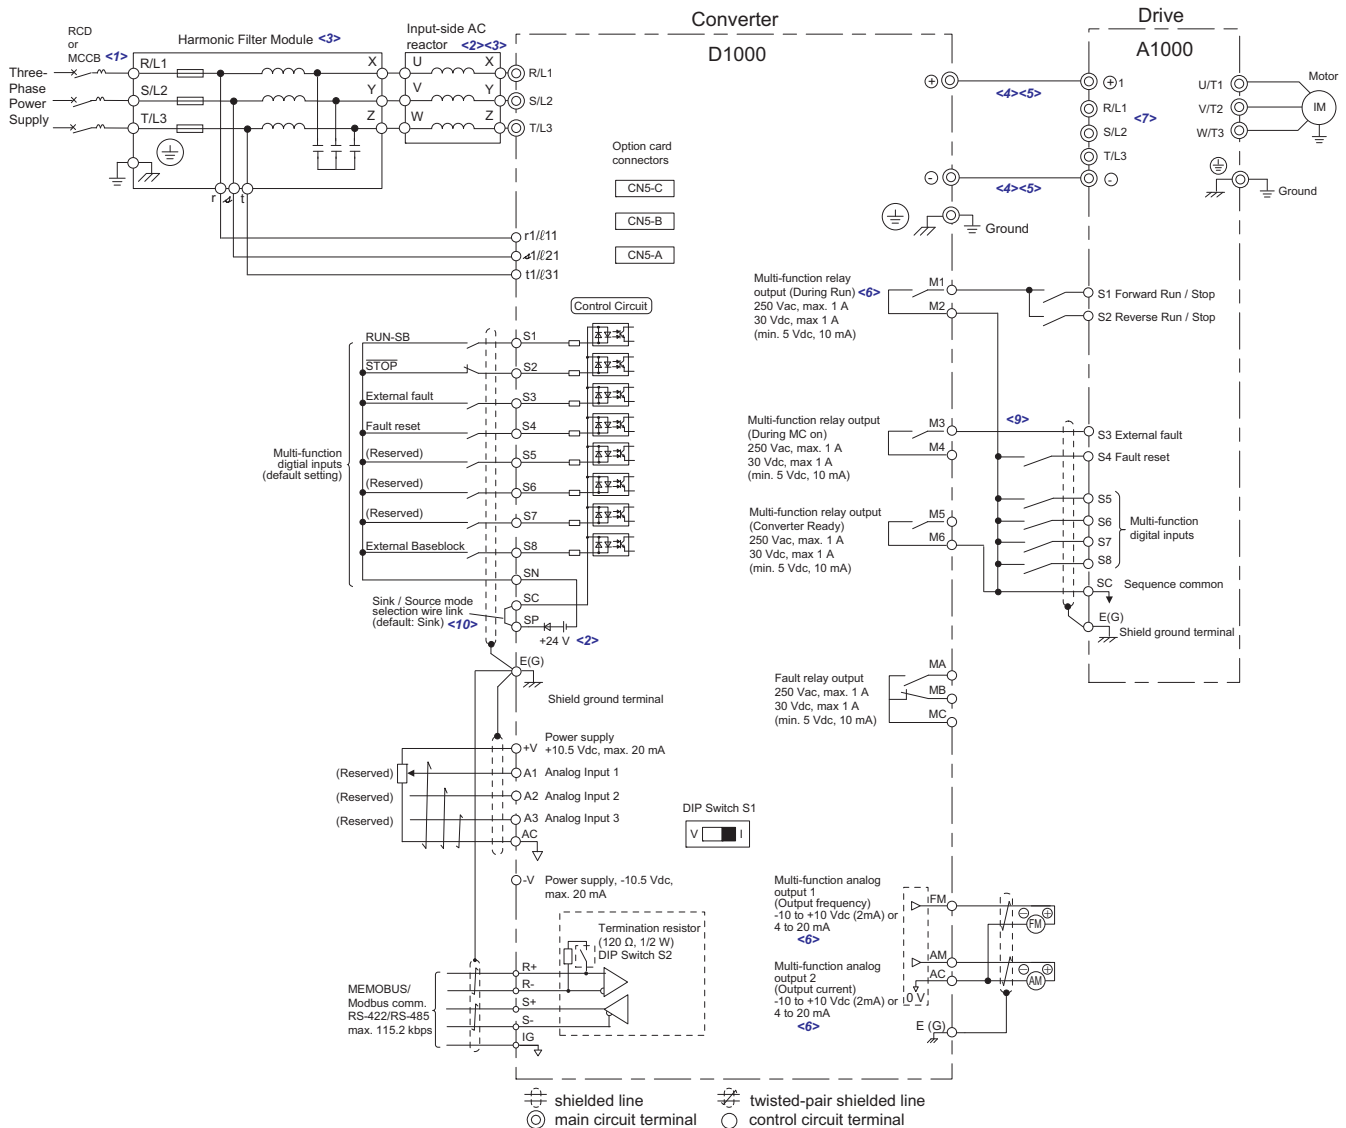 Converter
Drive
D1000
A1000
RCD
or
MCCB <1>
Harmonic Filter Module <3>
Input-side AC
reactor <2><3>
Three-
Phase
Power
Supply
R/L1
S/L2
T/L3
X
Y
Z
U
V
W
X
Y
Z
R/L1
S/L2
T/L3
r
𝓈
t
r1/ℓ11
𝓈1/ℓ21
t1/ℓ31
Option card
connectors
CN5-C
CN5-B
CN5-A
+
<4><5>
+1
R/L1
S/L2
T/L3
<7>
-
<4><5>
-
U/T1
V/T2
W/T3
Motor
IM
Ground
Ground
Control Circuit
Multi-function
digtial inputs
(default setting)
RUN-SB
S1
STOP
S2
External fault
S3
Fault reset
S4
(Reserved)
S5
(Reserved)
S6
(Reserved)
S7
External Baseblock
S8
SN
SC
SP
Sink / Source mode
selection wire link
(default: Sink) <10>
+24 V <2>
E(G)
Shield ground terminal
Multi-function relay
output (During Run) <6>
250 Vac, max. 1 A
30 Vdc, max 1 A
(min. 5 Vdc, 10 mA)
M1
M2
S1 Forward Run / Stop
S2 Reverse Run / Stop
Multi-function relay output
(During MC on)
250 Vac, max. 1 A
30 Vdc, max 1 A
(min. 5 Vdc, 10 mA)
M3
M4
<9>
S3 External fault
S4 Fault reset
Multi-function relay output
(Converter Ready)
250 Vac, max. 1 A
30 Vdc, max 1 A
(min. 5 Vdc, 10 mA)
M5
M6
S5
S6
S7
S8
Multi-function
digital inputs
SC Sequence common
E(G)
Shield ground terminal
Fault relay output
250 Vac, max. 1 A
30 Vdc, max 1 A
(min. 5 Vdc, 10 mA)
MA
MB
MC
+V
Power supply
+10.5 Vdc, max. 20 mA
(Reserved)
A1 Analog Input 1
(Reserved)
A2 Analog Input 2
(Reserved)
A3 Analog Input 3
AC
-V Power supply, -10.5 Vdc,
max. 20 mA
DIP Switch S1
V
I
Termination resistor
(120 Ω, 1/2 W)
DIP Switch S2
MEMOBUS/
Modbus comm.
RS-422/RS-485
max. 115.2 kbps
R+
R-
S+
S-
IG
Multi-function analog
output 1
(Output frequency)
-10 to +10 Vdc (2mA) or
4 to 20 mA
<6>
Multi-function analog
output 2
(Output current)
-10 to +10 Vdc (2mA) or
4 to 20 mA
<6>
FM
AM
AC
0 V
E (G)
- +
FM
- +
AM
shielded line
twisted-pair shielded line
main circuit terminal
control circuit terminal